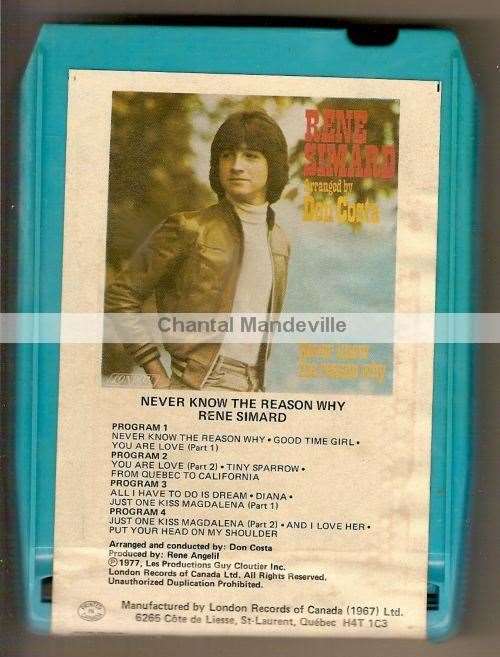 RENE
SIMARD
Arranged by
Don Costa
Chantal Mandeville
never know
the reason why
LONDON
NEVER KNOW THE REASON WHY
RENE SIMARD
PROGRAM 1
NEVER KNOW THE REASON WHY • GOOD TIME GIRL •
YOU ARE LOVE (Part 1)
PROGRAM 2
YOU ARE LOVE (Part 2) • TINY SPARROW •
FROM QUEBEC TO CALIFORNIA
PROGRAM 3
ALL I HAVE TO DO IS DREAM • DIANA •
JUST ONE KISS MAGDALENA (Part 1)
PROGRAM 4
JUST ONE KISS MAGDALENA (Part 2) • AND I LOVE HER •
PUT YOUR HEAD ON MY SHOULDER
Arranged and conducted by: Don Costa
Produced by: Rene Angelil
℗1977, Les Productions Guy Cloutier Inc.
London Records of Canada Ltd. All Rights Reserved.
Unauthorized Duplication Prohibited.
Manufactured by London Records of Canada (1967) Ltd.
6265 Côte de Liesse, St-Laurent, Québec H4T 1C3